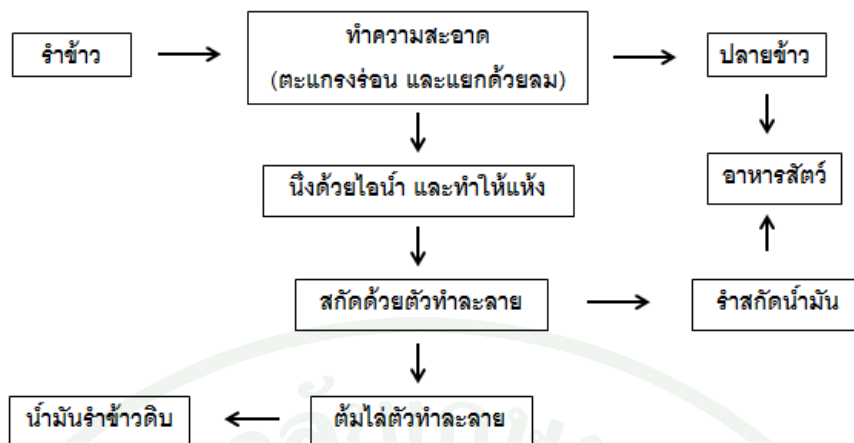 รำข้าว
ทำความสะอาด
(ตะแกรงร่อน และแยกด้วยลม)
ปลายข้าว
นึ่งด้วยไอน้ำ และทำให้แห้ง
อาหารสัตว์
สกัดด้วยตัวทำละลาย
รำสกัดน้ำมัน
น้ำมันรำข้าวดิบ
ต้มไล่ตัวทำละลาย